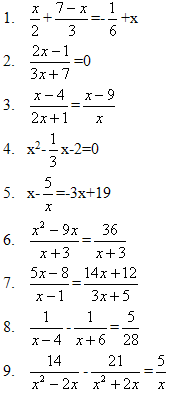 1. x/2 + (7-x)/3 = -1/6 + x
2. (2x-1)/(3x+7) = 0
3. (x-4)/(2x+1) = (x-9)/x
4. x² - 1/3 x - 2 = 0
5. x - 5/x = -3x + 19
6. (x²-9x)/(x+3) = 36/(x+3)
7. (5x-8)/(x-1) = (14x+12)/(3x+5)
8. 1/(x-4) - 1/(x+6) = 5/28
9. 14/(x²-2x) - 21/(x²+2x) = 5/x